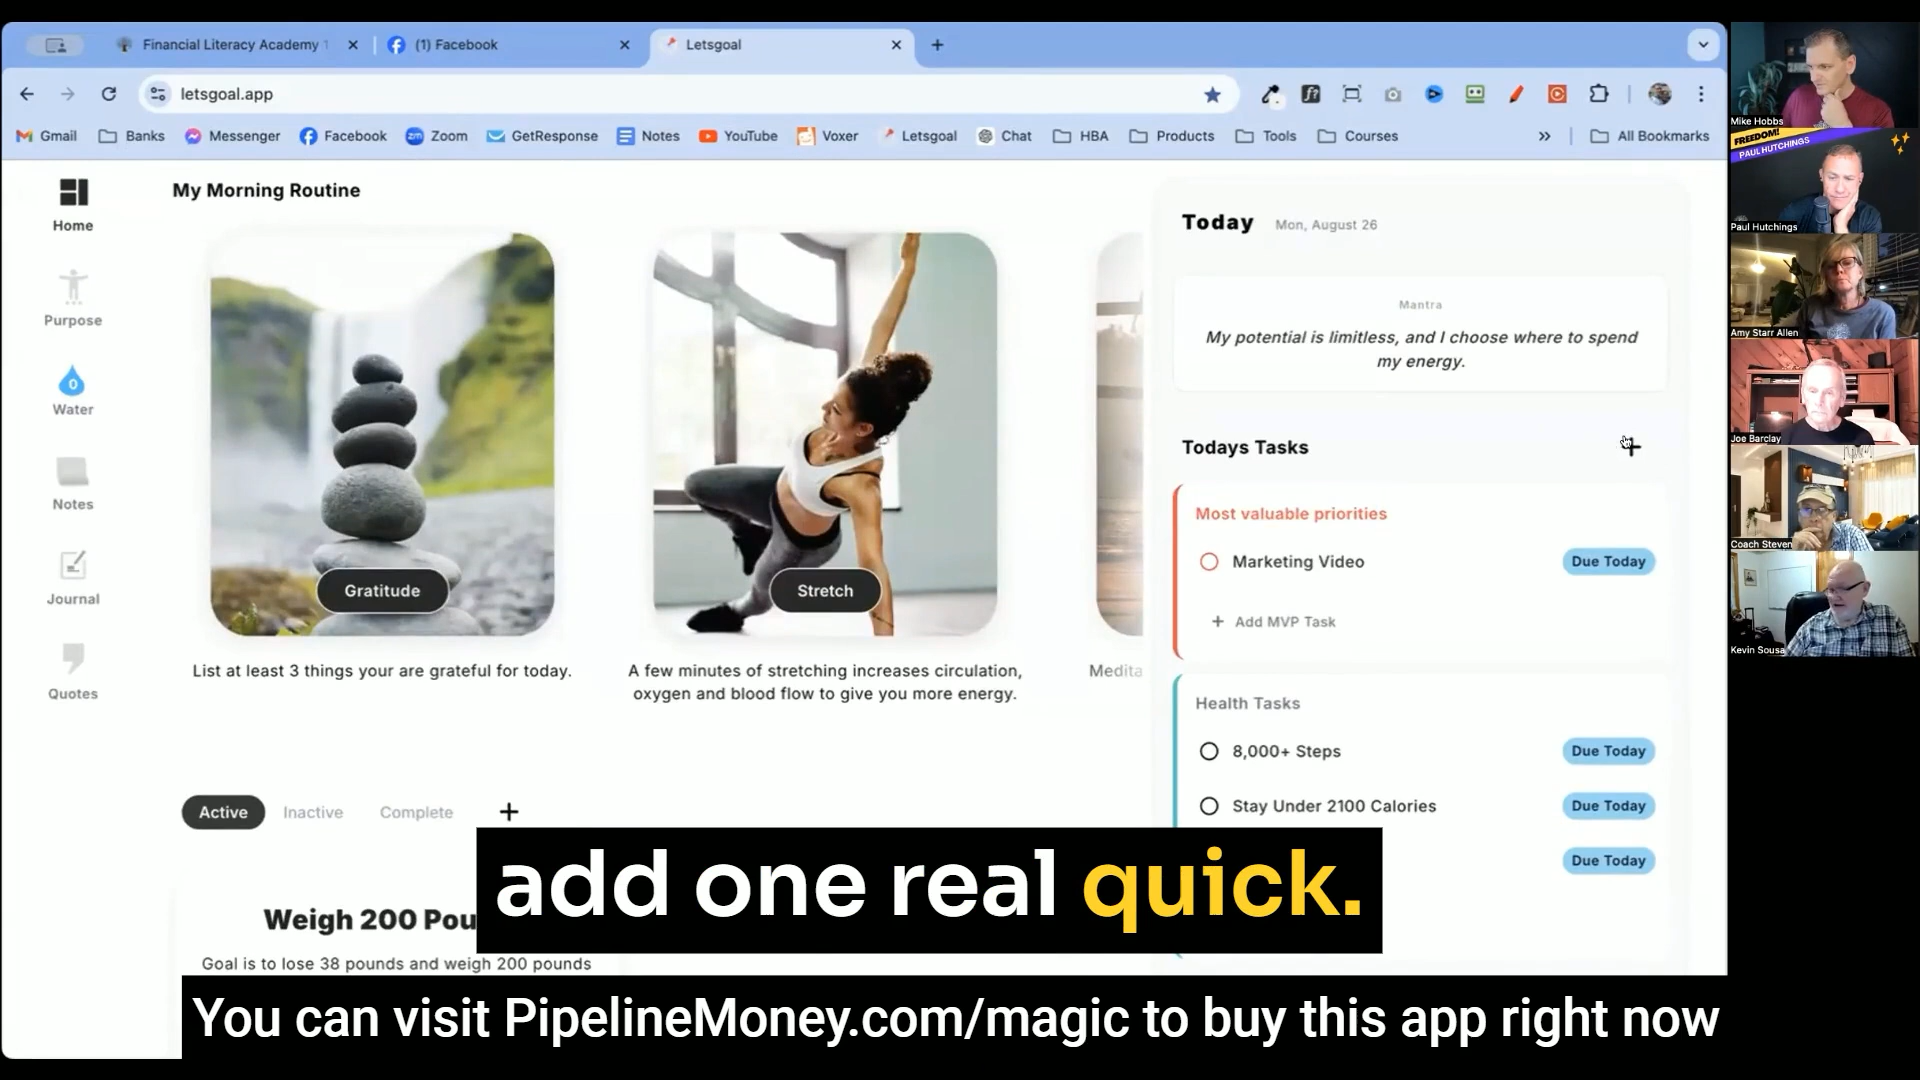 Financial Literacy Academy
(1) Facebook
Letsgoal
letsgoal.app
Gmail
Banks
Messenger
Facebook
Zoom
GetResponse
Notes
YouTube
Voxer
Letsgoal
Chat
HBA
Products
Tools
Courses
All Bookmarks
Home
Purpose
0
Water
Notes
Journal
Quotes
My Morning Routine
Gratitude
List at least 3 things your are grateful for today.
Stretch
A few minutes of stretching increases circulation,
oxygen and blood flow to give you more energy.
Medita
Active
Inactive
Complete
Weigh 200 Pou
Goal is to lose 38 pounds and weigh 200 pounds
Today
Mon, August 26
Mantra
My potential is limitless, and I choose where to spend
my energy.
Todays Tasks
Most valuable priorities
Marketing Video
Due Today
+ Add MVP Task
Health Tasks
8,000+ Steps
Due Today
Stay Under 2100 Calories
Due Today
Due Today
add one real quick.
You can visit PipelineMoney.com/magic to buy this app right now
Mike Hobbs
FREEDOM!
PAUL HUTCHINGS
Paul Hutchings
Amy Starr Allen
Joe Barclay
Coach Steven
Kevin Sousa